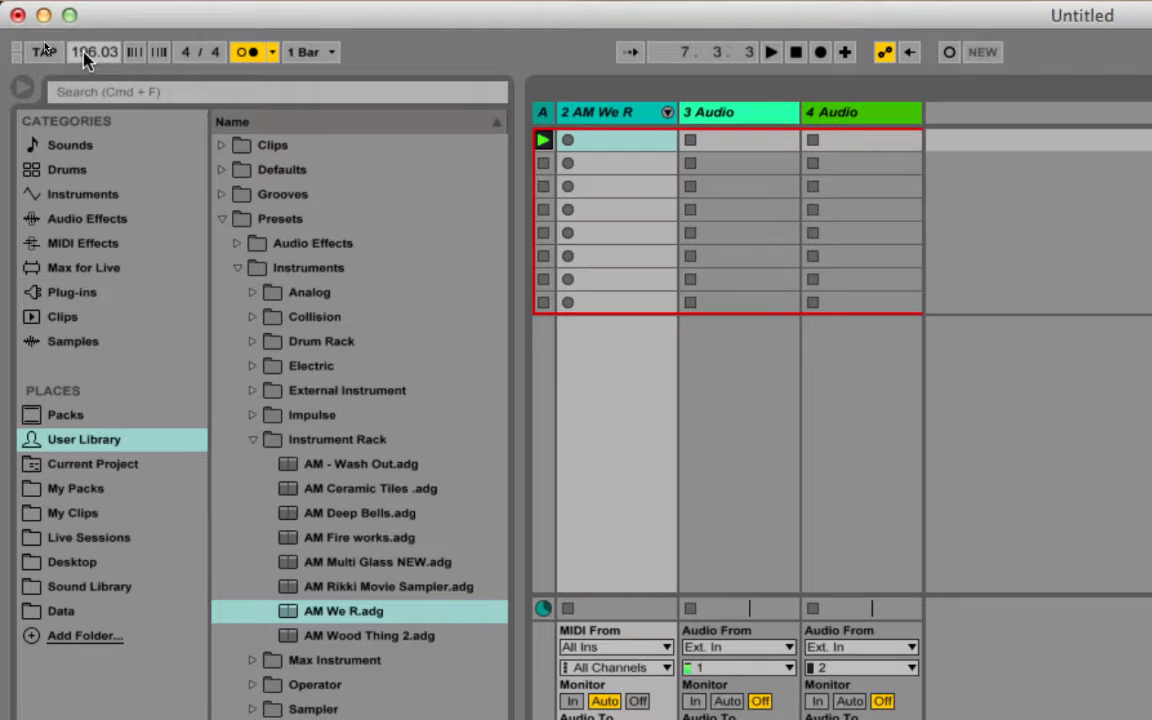 Untitled
TAP 196.03 4 / 4 1 Bar 7. 3. 3 NEW
Search (Cmd + F)
CATEGORIES
Sounds
Drums
Instruments
Audio Effects
MIDI Effects
Max for Live
Plug-ins
Clips
Samples
PLACES
Packs
User Library
Current Project
My Packs
My Clips
Live Sessions
Desktop
Sound Library
Data
Add Folder...
Name
Clips
Defaults
Grooves
Presets
Audio Effects
Instruments
Analog
Collision
Drum Rack
Electric
External Instrument
Impulse
Instrument Rack
AM - Wash Out.adg
AM Ceramic Tiles .adg
AM Deep Bells.adg
AM Fire works.adg
AM Multi Glass NEW.adg
AM Rikki Movie Sampler.adg
AM We R.adg
AM Wood Thing 2.adg
Max Instrument
Operator
Sampler
A 2 AM We R 3 Audio 4 Audio
MIDI From Audio From Audio From
All Ins Ext. In Ext. In
All Channels 1 2
Monitor Monitor Monitor
In Auto Off In Auto Off In Auto Off
Audio To Audio To Audio To